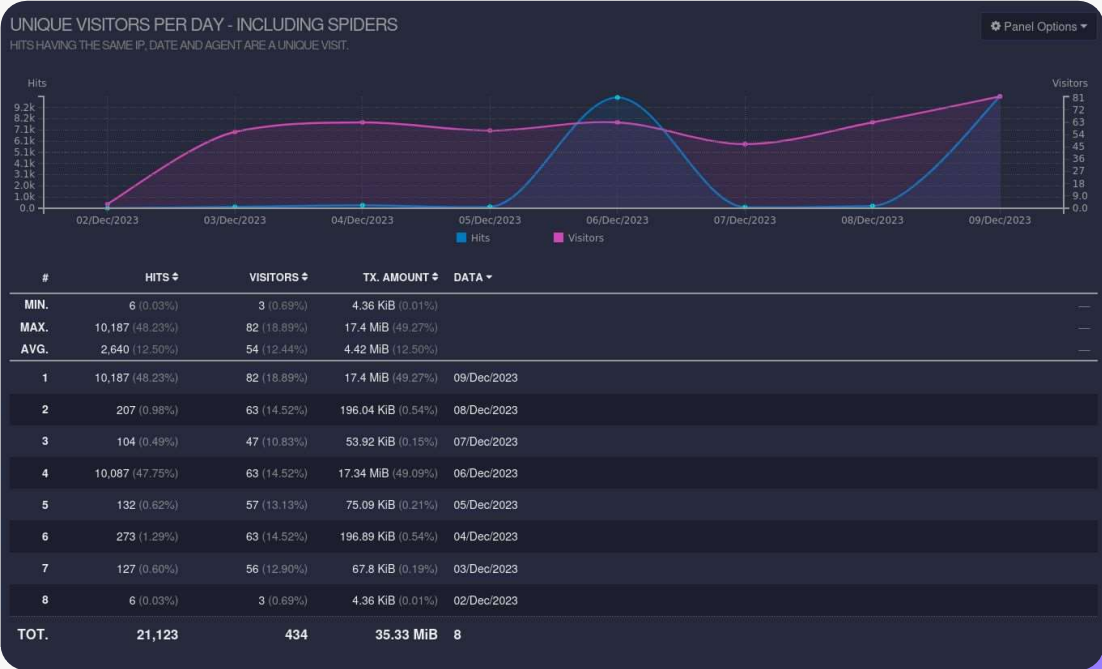 UNIQUE VISITORS PER DAY - INCLUDING SPIDERS
Panel Options
HITS HAVING THE SAME IP, DATE AND AGENT ARE A UNIQUE VISIT.
Hits Visitors
9.2k 81
8.2k 72
7.1k 63
6.1k 54
5.1k 45
4.1k 36
3.1k 27
2.0k 18
1.0k 9.0
0.0 0.0
02/Dec/2023 03/Dec/2023 04/Dec/2023 05/Dec/2023 06/Dec/2023 07/Dec/2023 08/Dec/2023 09/Dec/2023
Hits Visitors
# HITS VISITORS TX. AMOUNT DATA
MIN. 6 (0.03%) 3 (0.69%) 4.36 KiB (0.01%) —
MAX. 10,187 (48.23%) 82 (18.89%) 17.4 MiB (49.27%) —
AVG. 2,640 (12.50%) 54 (12.44%) 4.42 MiB (12.50%) —
1 10,187 (48.23%) 82 (18.89%) 17.4 MiB (49.27%) 09/Dec/2023
2 207 (0.98%) 63 (14.52%) 196.04 KiB (0.54%) 08/Dec/2023
3 104 (0.49%) 47 (10.83%) 53.92 KiB (0.15%) 07/Dec/2023
4 10,087 (47.75%) 63 (14.52%) 17.34 MiB (49.09%) 06/Dec/2023
5 132 (0.62%) 57 (13.13%) 75.09 KiB (0.21%) 05/Dec/2023
6 273 (1.29%) 63 (14.52%) 196.89 KiB (0.54%) 04/Dec/2023
7 127 (0.60%) 56 (12.90%) 67.8 KiB (0.19%) 03/Dec/2023
8 6 (0.03%) 3 (0.69%) 4.36 KiB (0.01%) 02/Dec/2023
TOT. 21,123 434 35.33 MiB 8